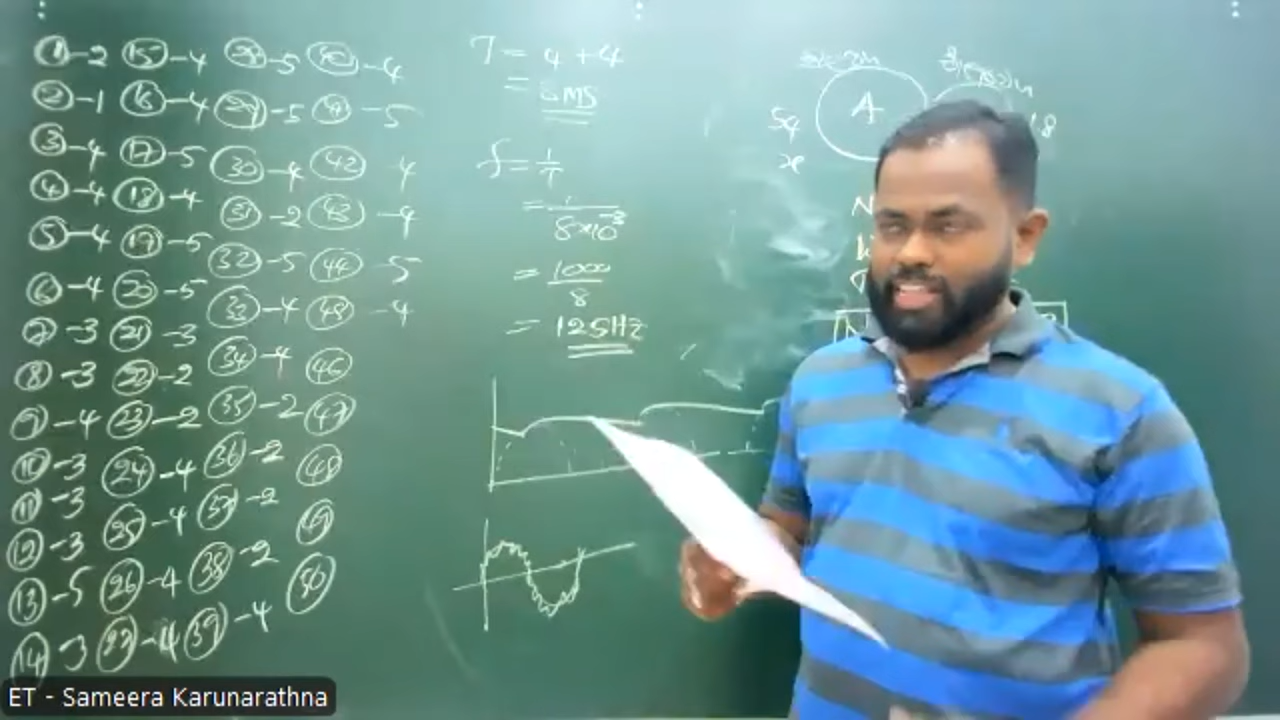 ① - 2 ⑮ - 4 ㉘ - 5 ㊵ - 4
② - 1 ⑯ - 4 ㉙ - 5 ㊶ - 5
③ - 4 ⑰ - 5 ㉚ - 4 ㊷ 4
④ - 4 ⑱ - 4 ㉛ - 2 ㊸ - 4
⑤ - 4 ⑲ - 5 ㉜ - 5 ㊹ - 5
⑥ - 4 ⑳ - 5 ㉝ - 4 ㊺ - 4
⑦ - 3 ㉑ - 3 ㉞ - 4 ㊻
⑧ - 3 ㉒ - 2 ㉟ - 2 ㊼
⑨ - 4 ㉓ - 2 ㊱ - 2 ㊽
⑩ - 3 ㉔ - 4 ㊲ - 2 ㊾
⑪ - 3 ㉕ - 4 ㊳ - 2 ㊿
⑫ - 3 ㉖ - 4 ㊴ - 4
⑬ - 5 ㉗ - 4
⑭ - 3
T = 4 + 4
= 8 MS
f = 1/T
= 1/8×10⁻³
= 1000/8
= 125HZ
A
ET - Sameera Karunarathna